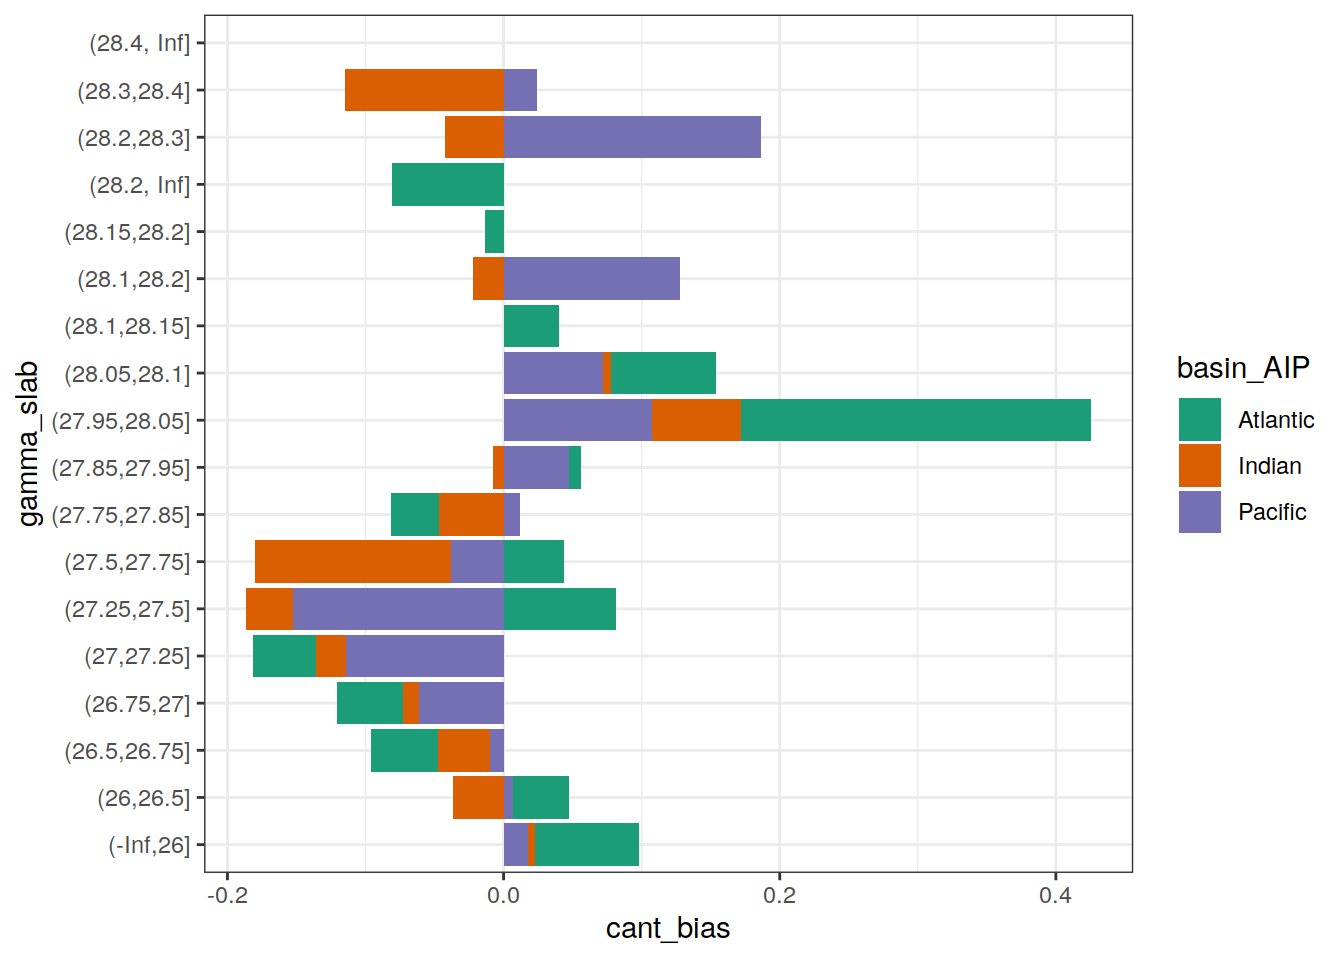 (28.4, Inf]
(28.3,28.4]
(28.2,28.3]
(28.2, Inf]
(28.15,28.2]
(28.1,28.2]
(28.1,28.15]
(28.05,28.1]
(27.95,28.05]
(27.85,27.95]
(27.75,27.85]
(27.5,27.75]
(27.25,27.5]
(27,27.25]
(26.75,27]
(26.5,26.75]
(26,26.5]
(-Inf,26]
gamma_slab
-0.2
0.0
0.2
0.4
cant_bias
basin_AIP
Atlantic
Indian
Pacific